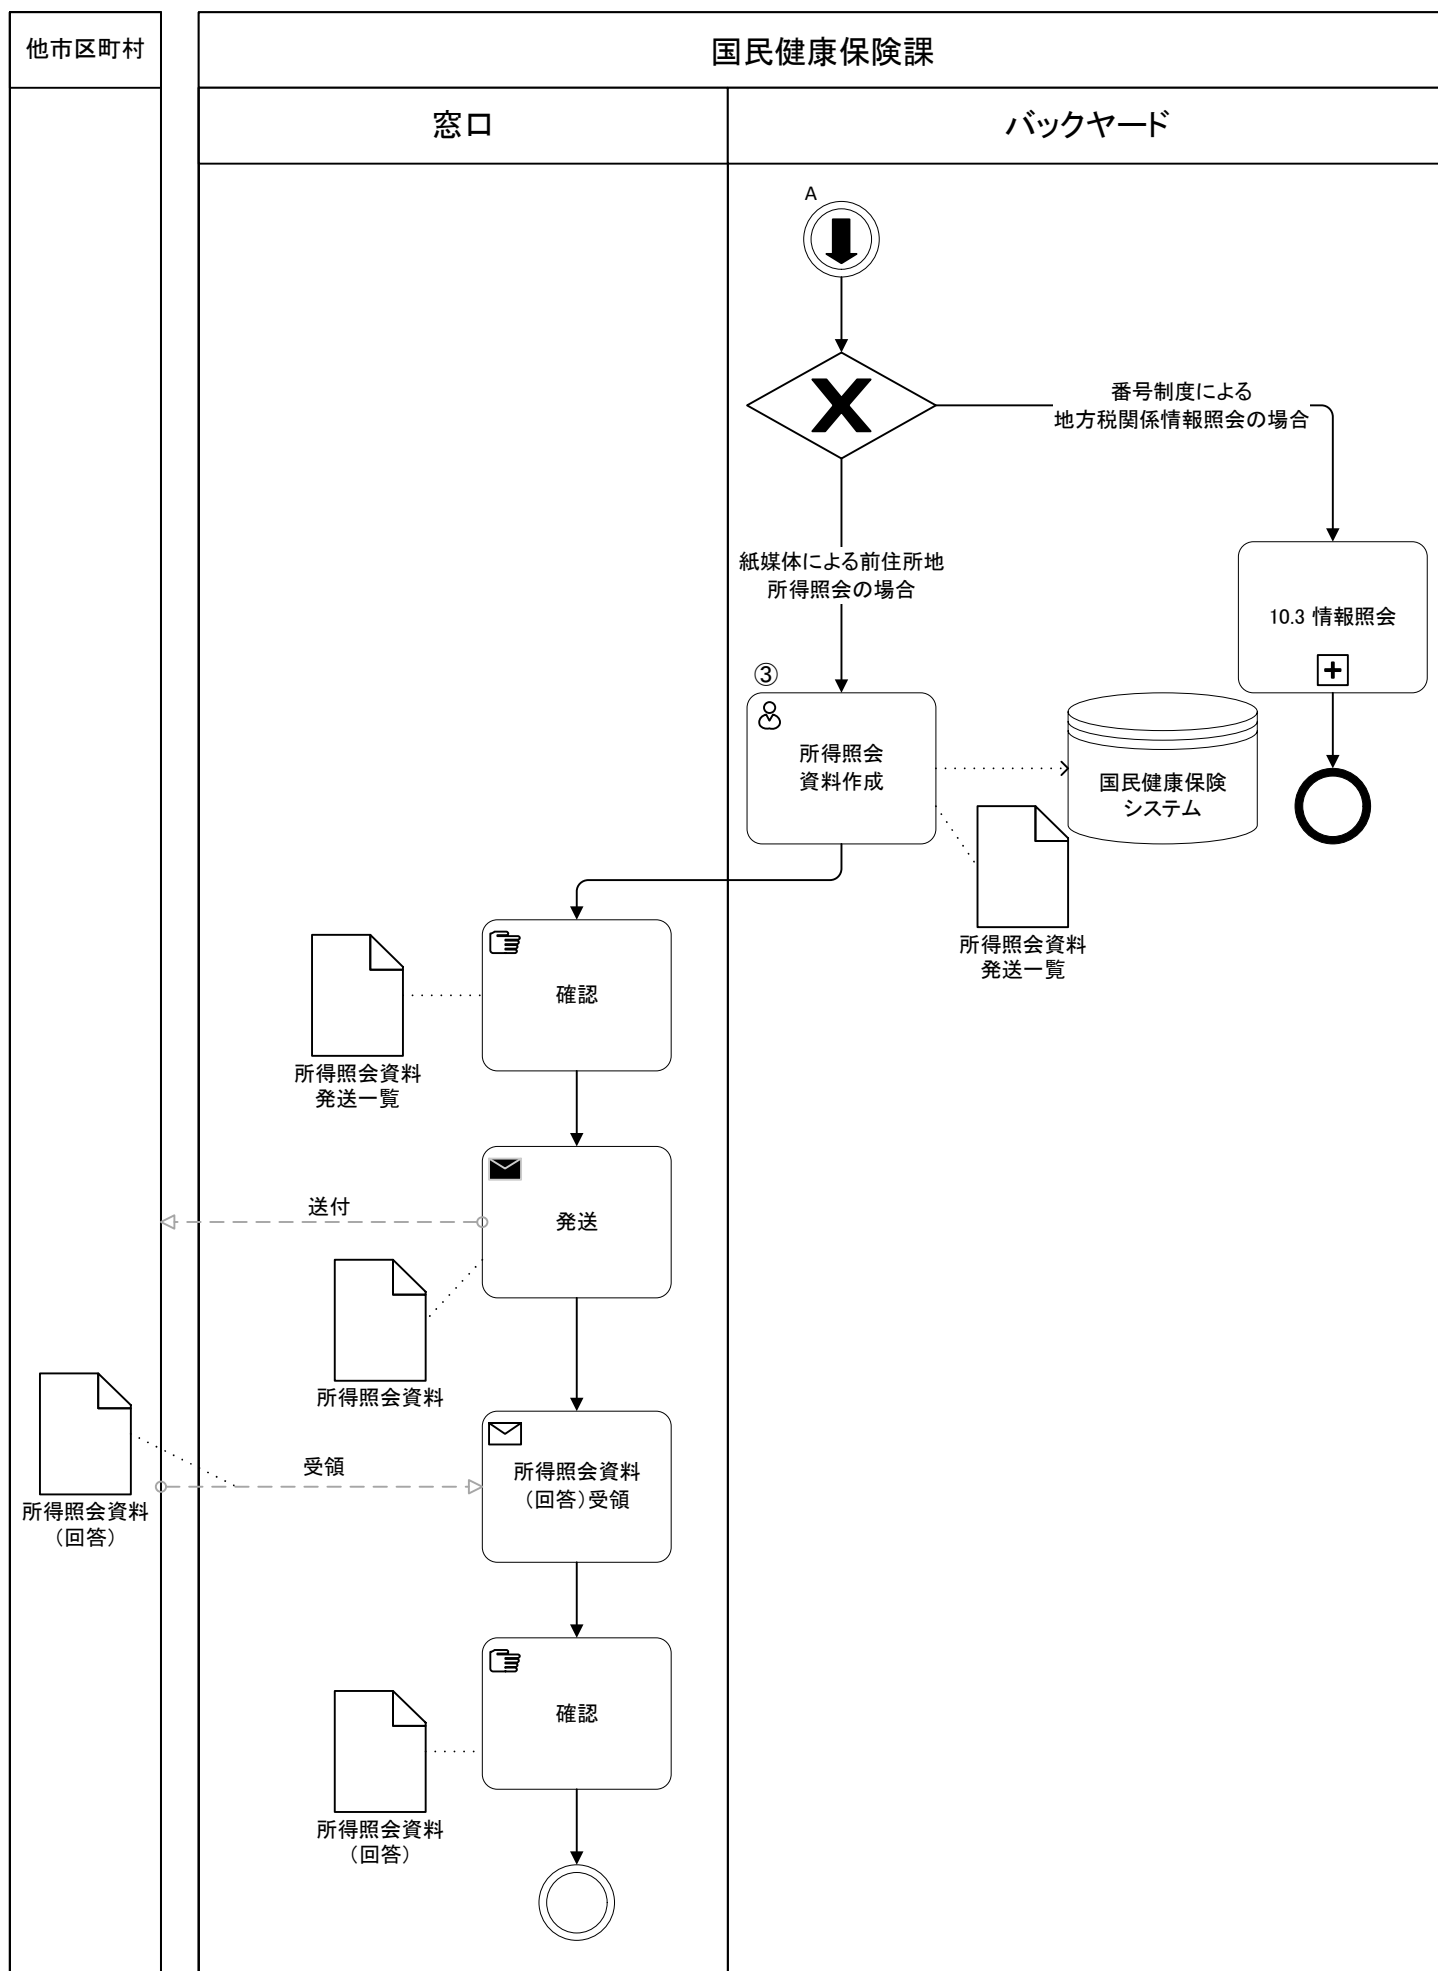 他市区町村
国民健康保険課
窓口
バックヤード
A
番号制度による
地方税関係情報照会の場合
紙媒体による前住所地
所得照会の場合
10.3 情報照会
③
所得照会
資料作成
国民健康保険
システム
所得照会資料
発送一覧
確認
所得照会資料
発送一覧
送付
発送
所得照会資料
受領
所得照会資料
（回答）受領
所得照会資料
（回答）
確認
所得照会資料
（回答）